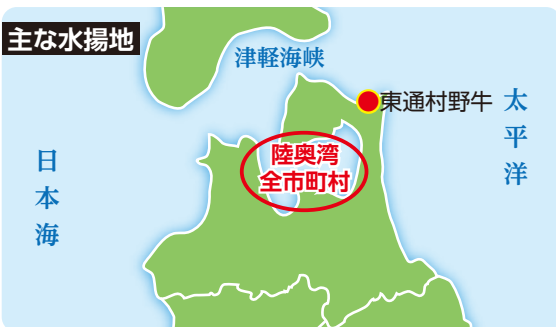 主な水揚地
津軽海峡
東通村野牛
太平洋
陸奥湾
全市町村
日本海